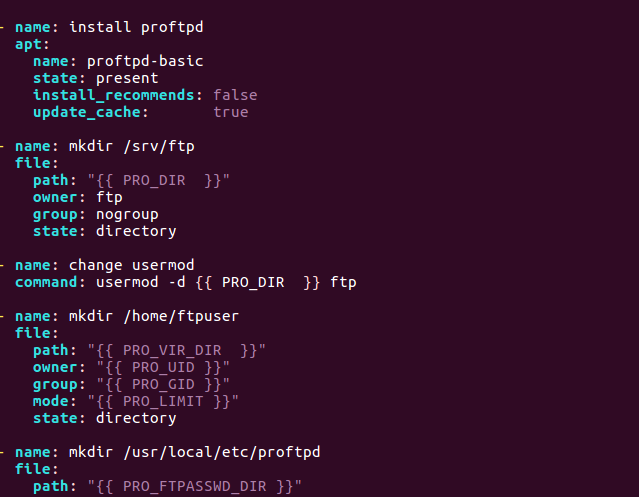 - name: install proftpd
  apt:
    name: proftpd-basic
    state: present
    install_recommends: false
    update_cache:       true
- name: mkdir /srv/ftp
  file:
    path: "{{ PRO_DIR  }}"
    owner: ftp
    group: nogroup
    state: directory
- name: change usermod
  command: usermod -d {{ PRO_DIR  }} ftp
- name: mkdir /home/ftpuser
  file:
    path: "{{ PRO_VIR_DIR  }}"
    owner: "{{ PRO_UID }}"
    group: "{{ PRO_GID }}"
    mode: "{{ PRO_LIMIT }}"
    state: directory
- name: mkdir /usr/local/etc/proftpd
  file:
    path: "{{ PRO_FTPASSWD_DIR }}"